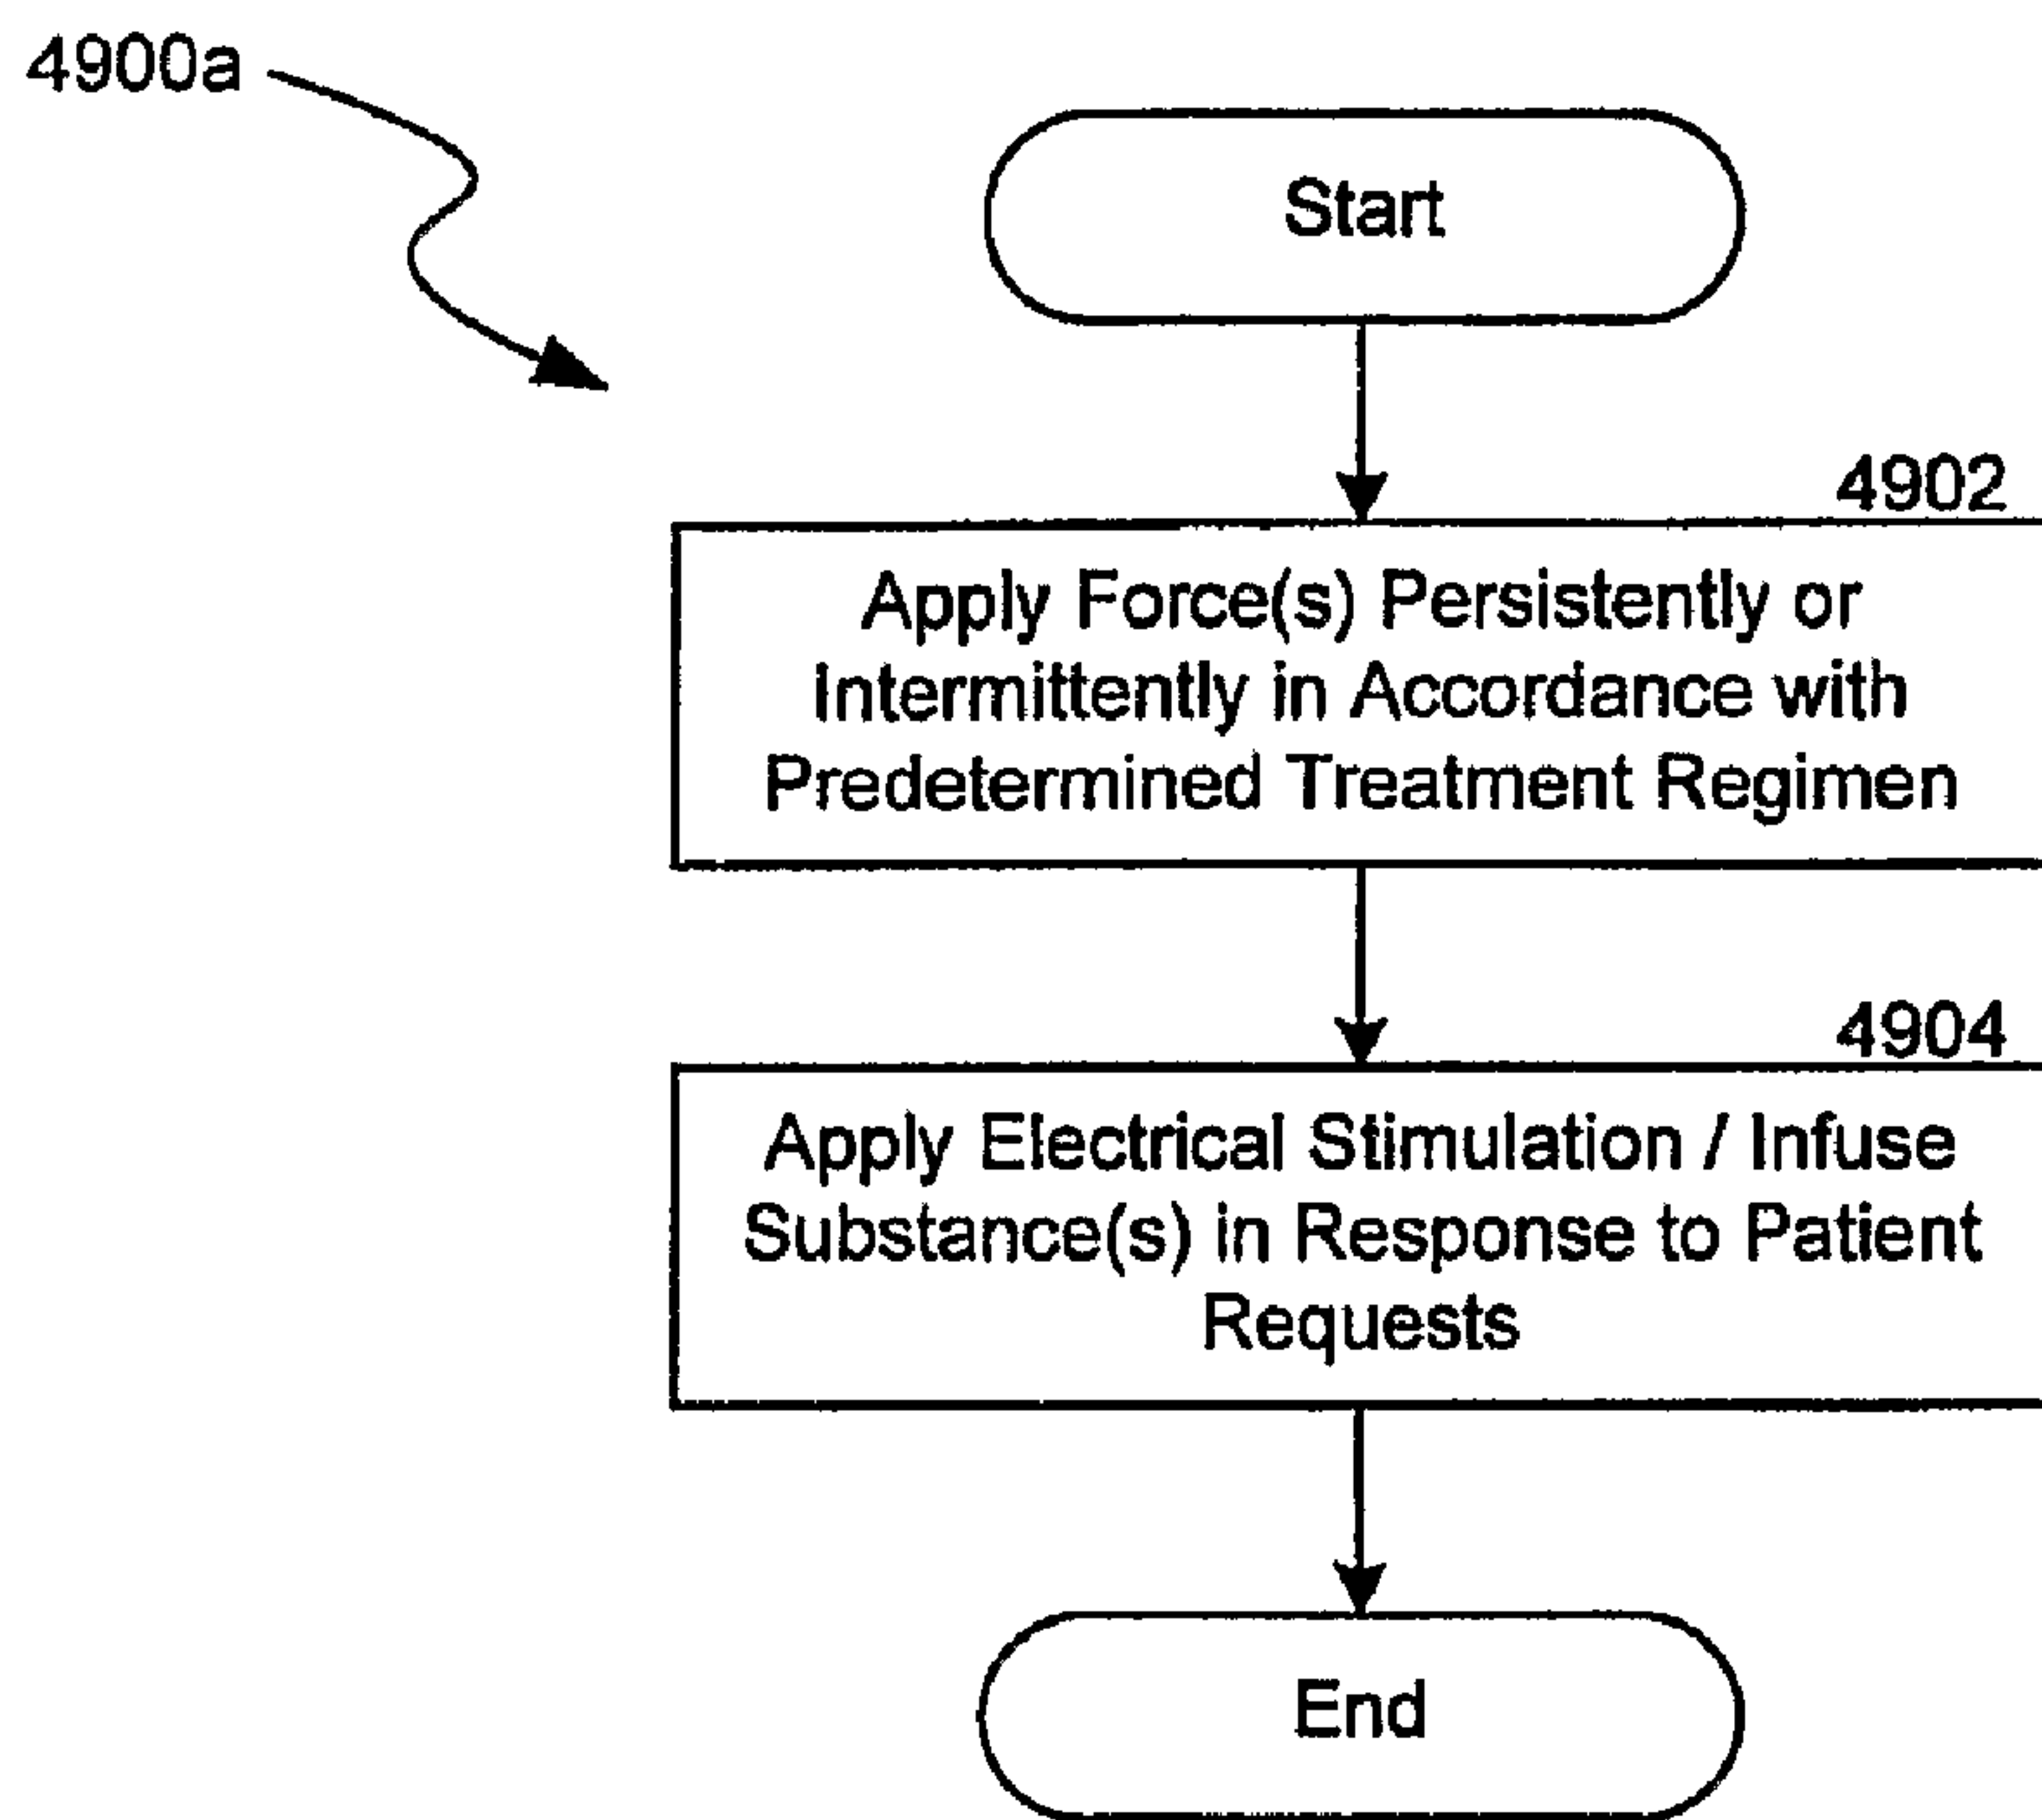 4900a
Start
4902
Apply Force(s) Persistently or
Intermittently in Accordance with
Predetermined Treatment Regimen
4904
Apply Electrical Stimulation / Infuse
Substance(s) in Response to Patient
Requests
End